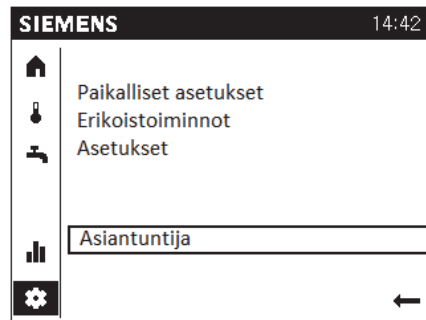 SIEMENS 14:42
Paikalliset asetukset
Erikoistoiminnot
Asetukset
Asiantuntija